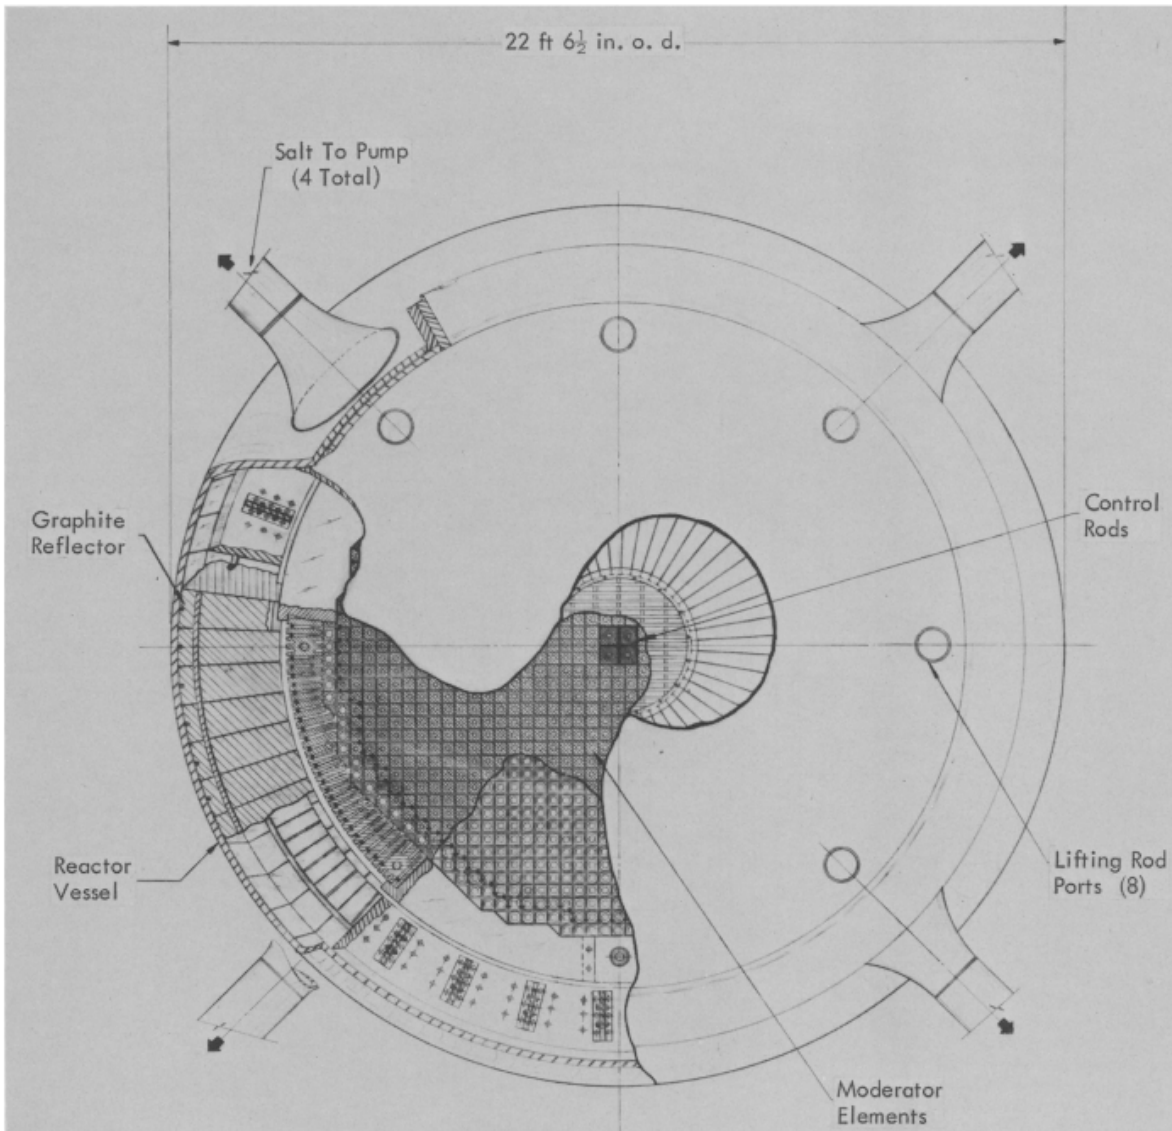 22 ft 6½ in. o. d.
Salt To Pump
(4 Total)
Graphite
Reflector
Control
Rods
Reactor
Vessel
Lifting Rod
Ports (8)
Moderator
Elements